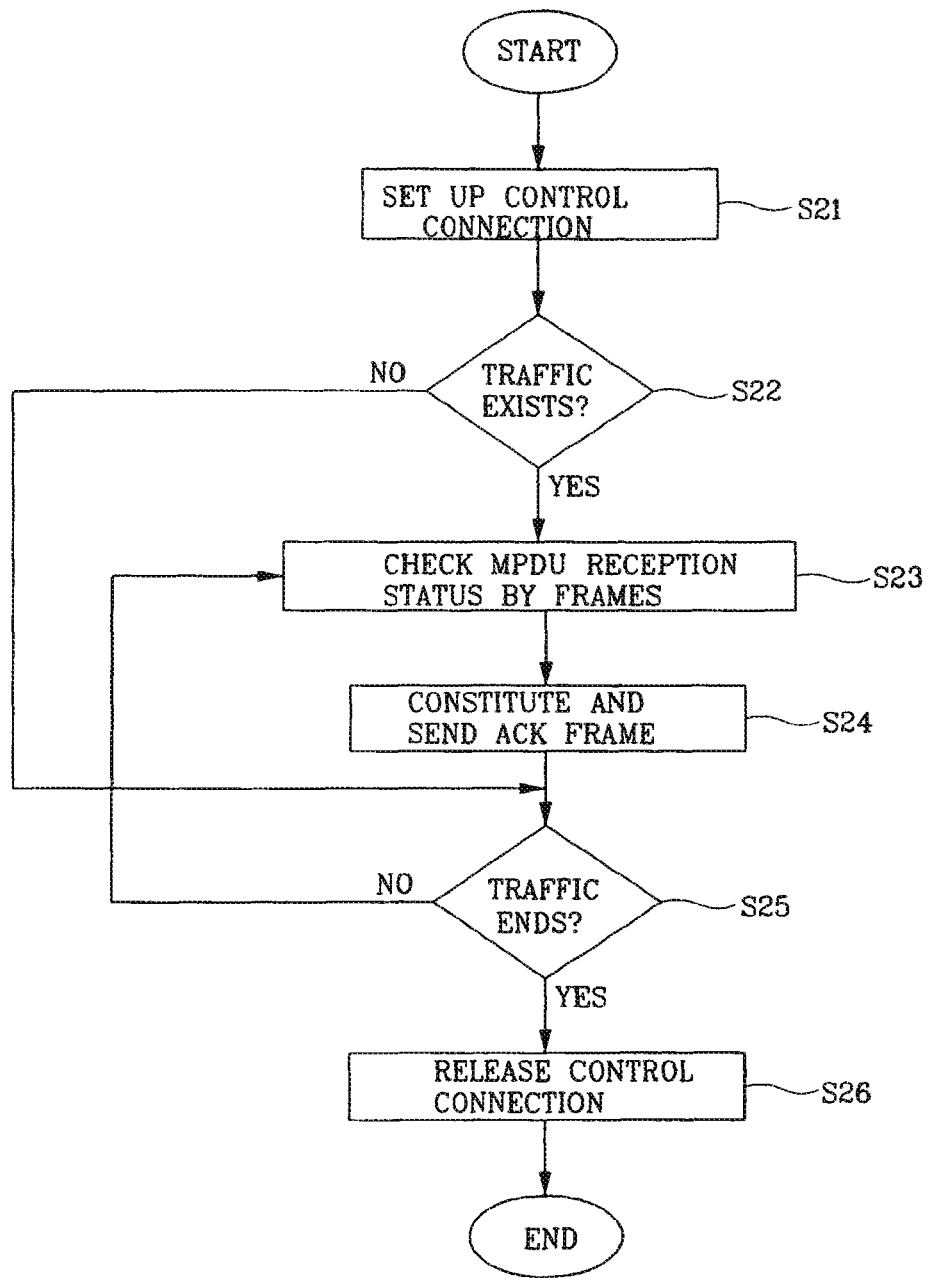 START
SET UP CONTROL
CONNECTION
S21
NO
TRAFFIC
EXISTS?
S22
YES
CHECK MPDU RECEPTION
STATUS BY FRAMES
S23
CONSTITUTE AND
SEND ACK FRAME
S24
NO
TRAFFIC
ENDS?
S25
YES
RELEASE CONTROL
CONNECTION
S26
END